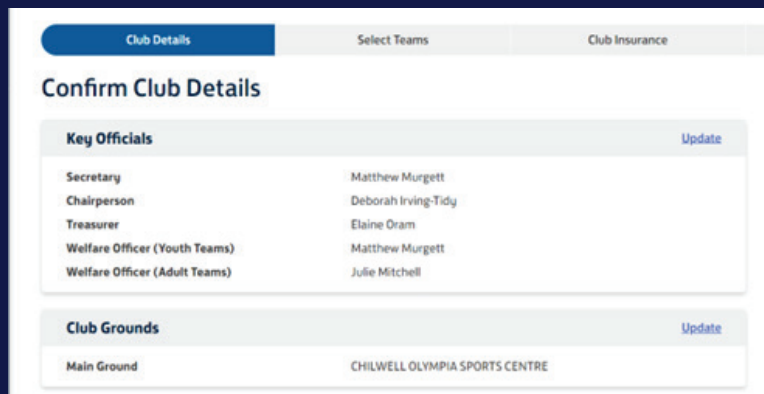 Club Details Select Teams Club Insurance
Confirm Club Details
Key Officials Update
Secretary Matthew Murgett
Chairperson Deborah Irving-Tidy
Treasurer Elaine Oram
Welfare Officer (Youth Teams) Matthew Murgett
Welfare Officer (Adult Teams) Julie Mitchell
Club Grounds Update
Main Ground CHILWELL OLYMPIA SPORTS CENTRE